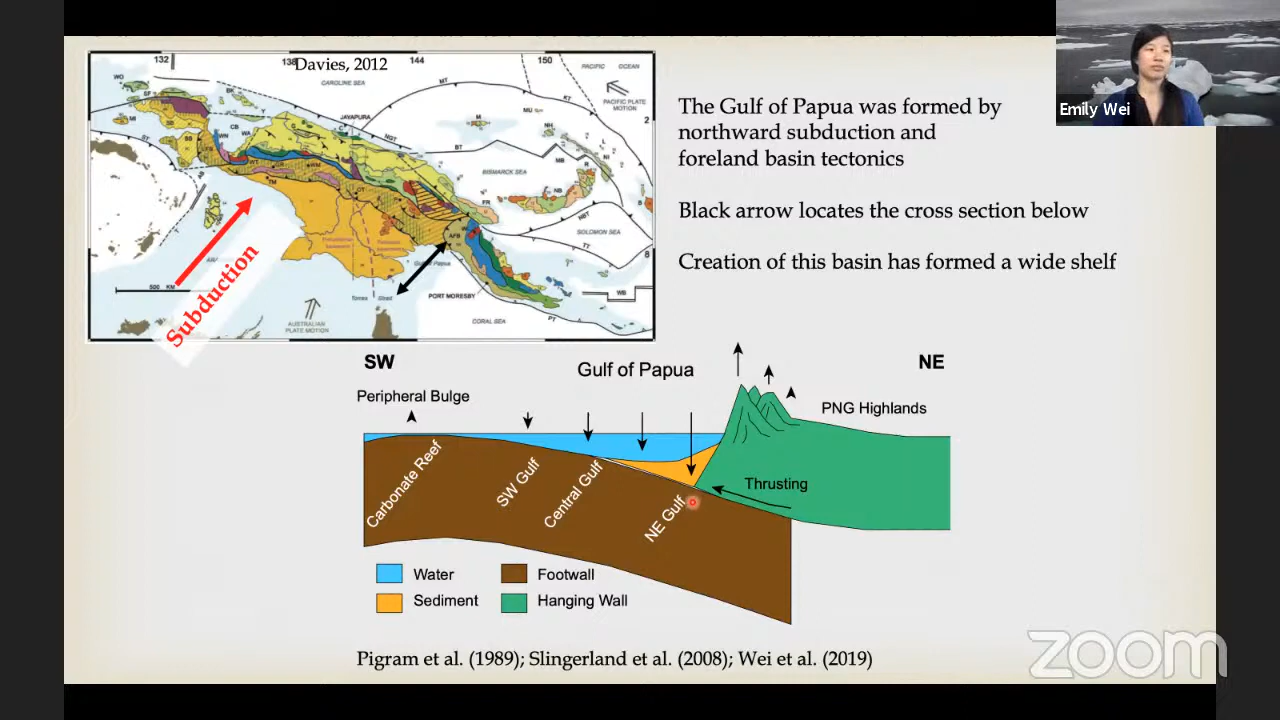 132
138
Davies, 2012
144
150
PACIFIC OCEAN
CAROLINE SEA
PACIFIC PLATE
MOTION
JAYAPURA
BISMARCK SEA
SOLOMON SEA
PORT MORESBY
CORAL SEA
500 KM
AUSTRALIAN
PLATE MOTION
Subduction
2
8
The Gulf of Papua was formed by
northward subduction and
foreland basin tectonics
Black arrow locates the cross section below
Creation of this basin has formed a wide shelf
Emily Wei
SW
Gulf of Papua
NE
Peripheral Bulge
PNG Highlands
Carbonate Reef
SW Gulf
Central Gulf
NE Gulf
Thrusting
Water
Footwall
Sediment
Hanging Wall
Pigram et al. (1989); Slingerland et al. (2008); Wei et al. (2019)
zoom